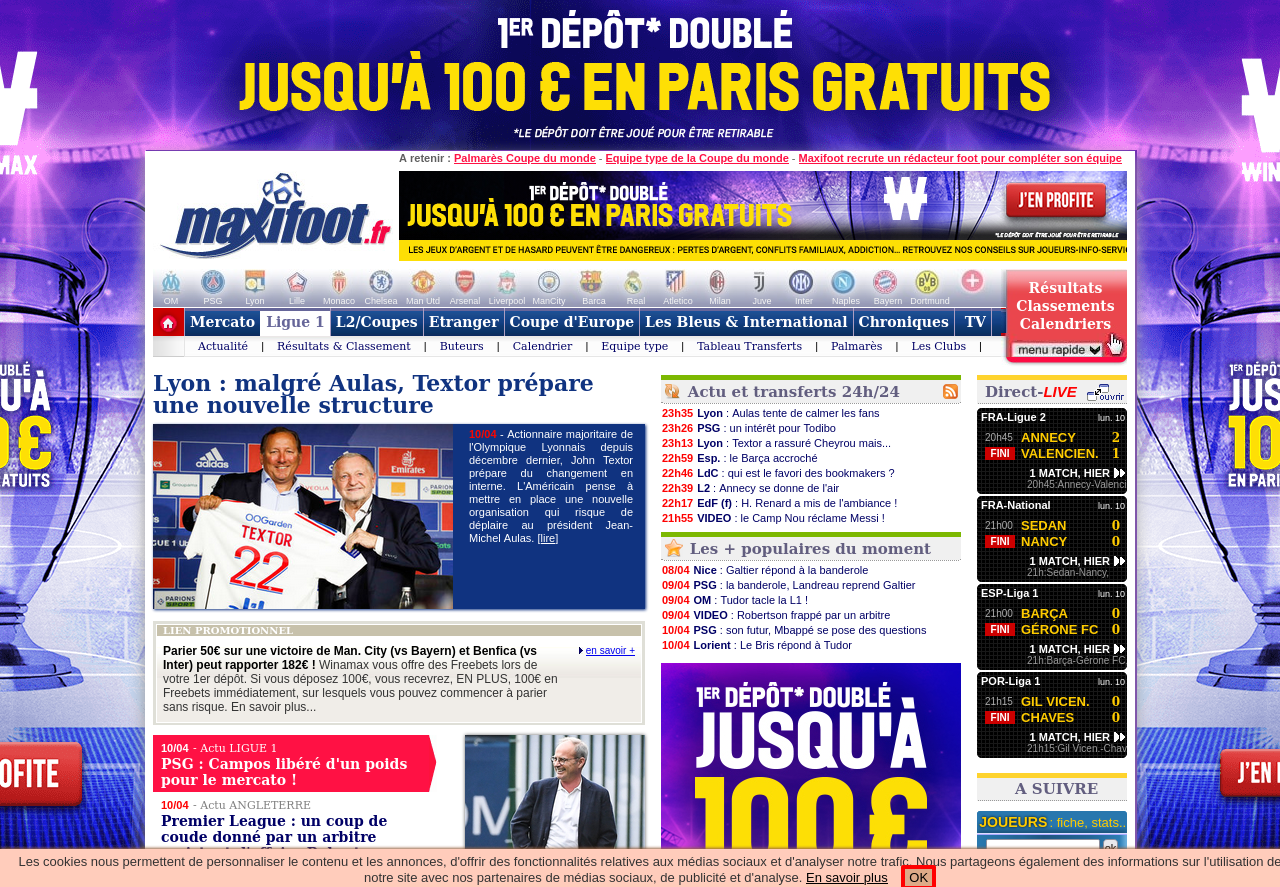 1ER DÉPÔT* DOUBLÉ
JUSQU'À 100 € EN PARIS GRATUITS
*LE DÉPÔT DOIT ÊTRE JOUÉ POUR ÊTRE RETIRABLE
A retenir : Palmarès Coupe du monde - Equipe type de la Coupe du monde - Maxifoot recrute un rédacteur foot pour compléter son équipe
maxifoot.fr
1ER DÉPÔT* DOUBLÉ
JUSQU'À 100 € EN PARIS GRATUITS
J'EN PROFITE
*LE DÉPÔT DOIT ÊTRE JOUÉ POUR ÊTRE RETIRABLE
LES JEUX D'ARGENT ET DE HASARD PEUVENT ÊTRE DANGEREUX : PERTES D'ARGENT, CONFLITS FAMILIAUX, ADDICTION... RETROUVEZ NOS CONSEILS SUR JOUEURS-INFO-SERVI
OM PSG Lyon Lille Monaco Chelsea Man Utd Arsenal Liverpool ManCity Barca Real Atletico Milan Juve Inter Naples Bayern Dortmund
Résultats
Classements
Calendriers
menu rapide
Mercato Ligue 1 L2/Coupes Etranger Coupe d'Europe Les Bleus & International Chroniques TV
Actualité | Résultats & Classement | Buteurs | Calendrier | Equipe type | Tableau Transferts | Palmarès | Les Clubs |
Lyon : malgré Aulas, Textor prépare
une nouvelle structure
10/04 - Actionnaire majoritaire de
l'Olympique Lyonnais depuis
décembre dernier, John Textor
prépare du changement en
interne. L'Américain pense à
mettre en place une nouvelle
organisation qui risque de
déplaire au président Jean-
Michel Aulas. [lire]
adidas
Emirates
OOGarden
TEXTOR
22
LIEN PROMOTIONNEL
Parier 50€ sur une victoire de Man. City (vs Bayern) et Benfica (vs
Inter) peut rapporter 182€ ! Winamax vous offre des Freebets lors de
votre 1er dépôt. Si vous déposez 100€, vous recevrez, EN PLUS, 100€ en
Freebets immédiatement, sur lesquels vous pouvez commencer à parier
sans risque. En savoir plus...
en savoir +
10/04 - Actu LIGUE 1
PSG : Campos libéré d'un poids
pour le mercato !
10/04 - Actu ANGLETERRE
Premier League : un coup de
coude donné par un arbitre
Actu et transferts 24h/24
23h35 Lyon : Aulas tente de calmer les fans
23h26 PSG : un intérêt pour Todibo
23h13 Lyon : Textor a rassuré Cheyrou mais...
22h59 Esp. : le Barça accroché
22h46 LdC : qui est le favori des bookmakers ?
22h39 L2 : Annecy se donne de l'air
22h17 EdF (f) : H. Renard a mis de l'ambiance !
21h55 VIDEO : le Camp Nou réclame Messi !
Les + populaires du moment
08/04 Nice : Galtier répond à la banderole
09/04 PSG : la banderole, Landreau reprend Galtier
09/04 OM : Tudor tacle la L1 !
09/04 VIDEO : Robertson frappé par un arbitre
10/04 PSG : son futur, Mbappé se pose des questions
10/04 Lorient : Le Bris répond à Tudor
1ER DÉPÔT* DOUBLÉ
JUSQU'À
100 €
Direct-LIVE
ouvrir
FRA-Ligue 2 lun. 10
20h45 ANNECY 2
FINI VALENCIEN. 1
1 MATCH, HIER
20h45:Annecy-Valenci
FRA-National lun. 10
21h00 SEDAN 0
FINI NANCY 0
1 MATCH, HIER
21h:Sedan-Nancy,
ESP-Liga 1 lun. 10
21h00 BARÇA 0
FINI GÉRONE FC 0
1 MATCH, HIER
21h:Barça-Gérone FC,
POR-Liga 1 lun. 10
21h15 GIL VICEN. 0
FINI CHAVES 0
1 MATCH, HIER
21h15:Gil Vicen.-Chav
A SUIVRE
JOUEURS : fiche, stats..
ok
Les cookies nous permettent de personnaliser le contenu et les annonces, d'offrir des fonctionnalités relatives aux médias sociaux et d'analyser notre trafic. Nous partageons également des informations sur l'utilisation de
notre site avec nos partenaires de médias sociaux, de publicité et d'analyse. En savoir plus OK